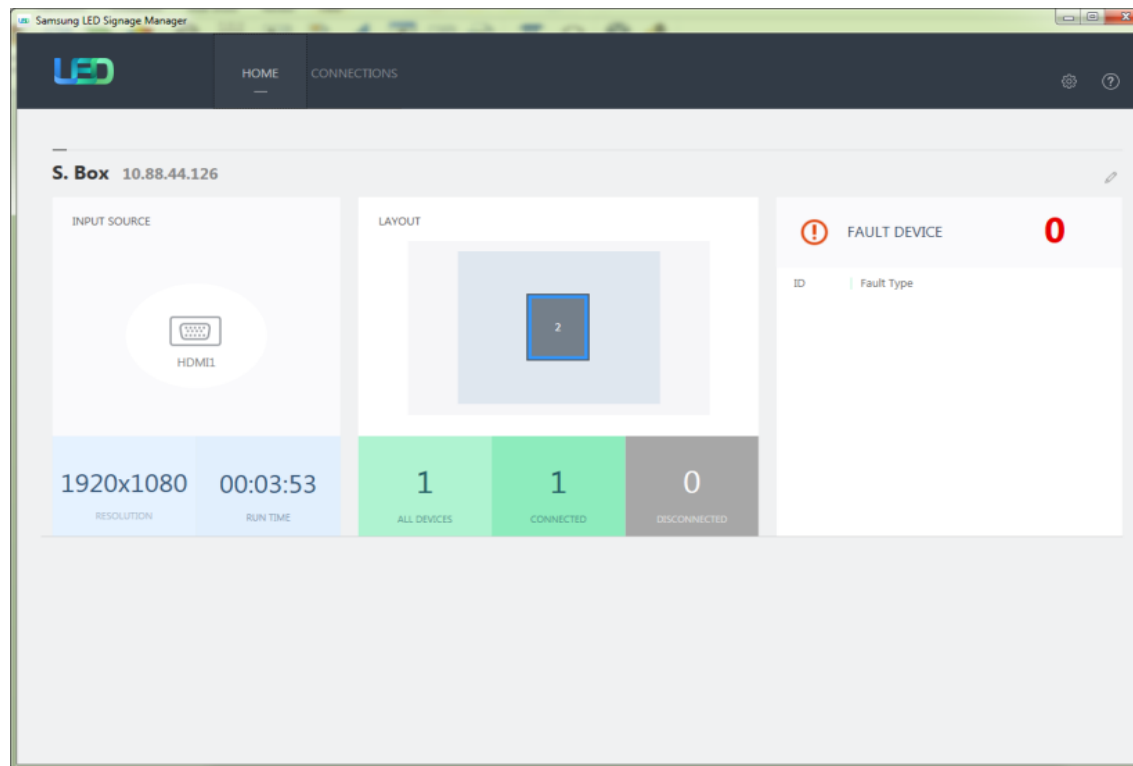 Samsung LED Signage Manager
LED
HOME
CONNECTIONS
?
S. Box 10.88.44.126
INPUT SOURCE
HDMI1
1920x1080
RESOLUTION
00:03:53
RUN TIME
LAYOUT
2
1
ALL DEVICES
1
CONNECTED
0
DISCONNECTED
! FAULT DEVICE 0
ID | Fault Type